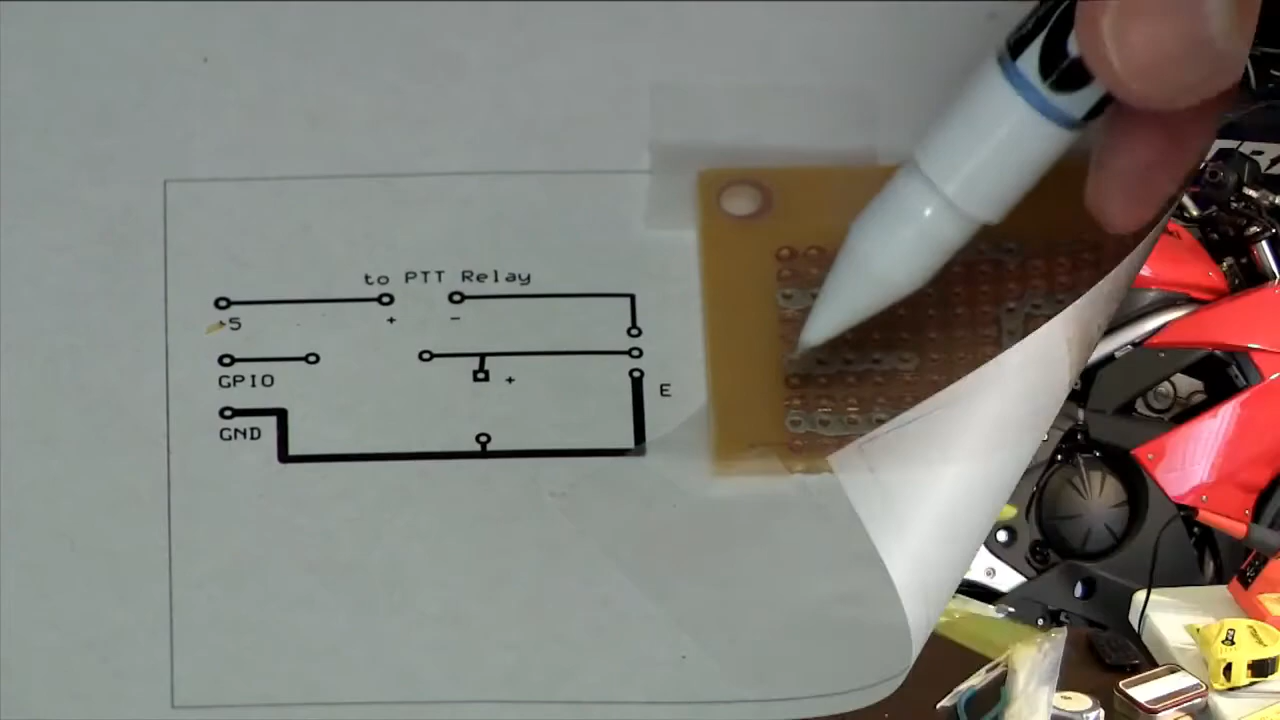 to PTT Relay
+ -
5
GPIO
+
E
GND